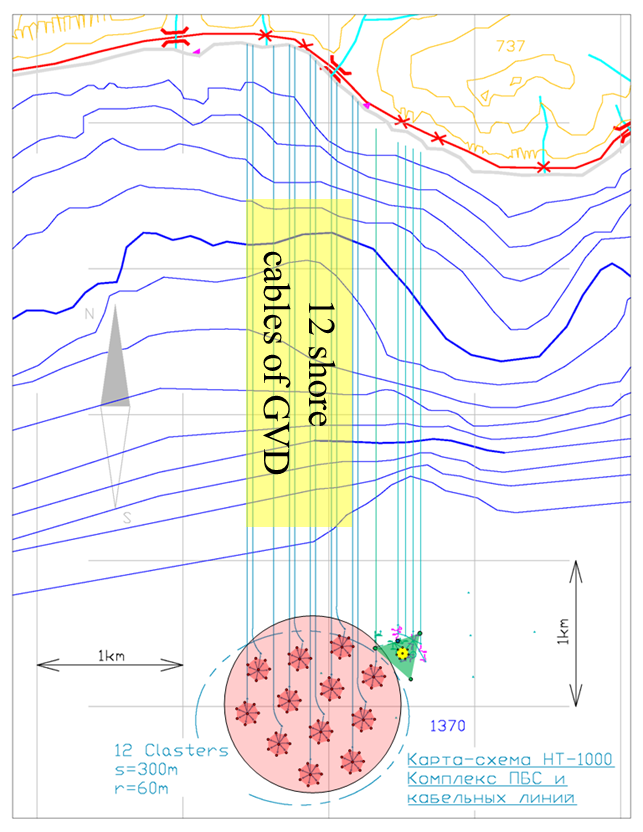 737
N
12 shore
cables of GVD
S
1km
1km
1370
12 Clasters
s=300m
r=60m
Карта-схема НТ-1000
Комплекс ПБС и
кабельных линий